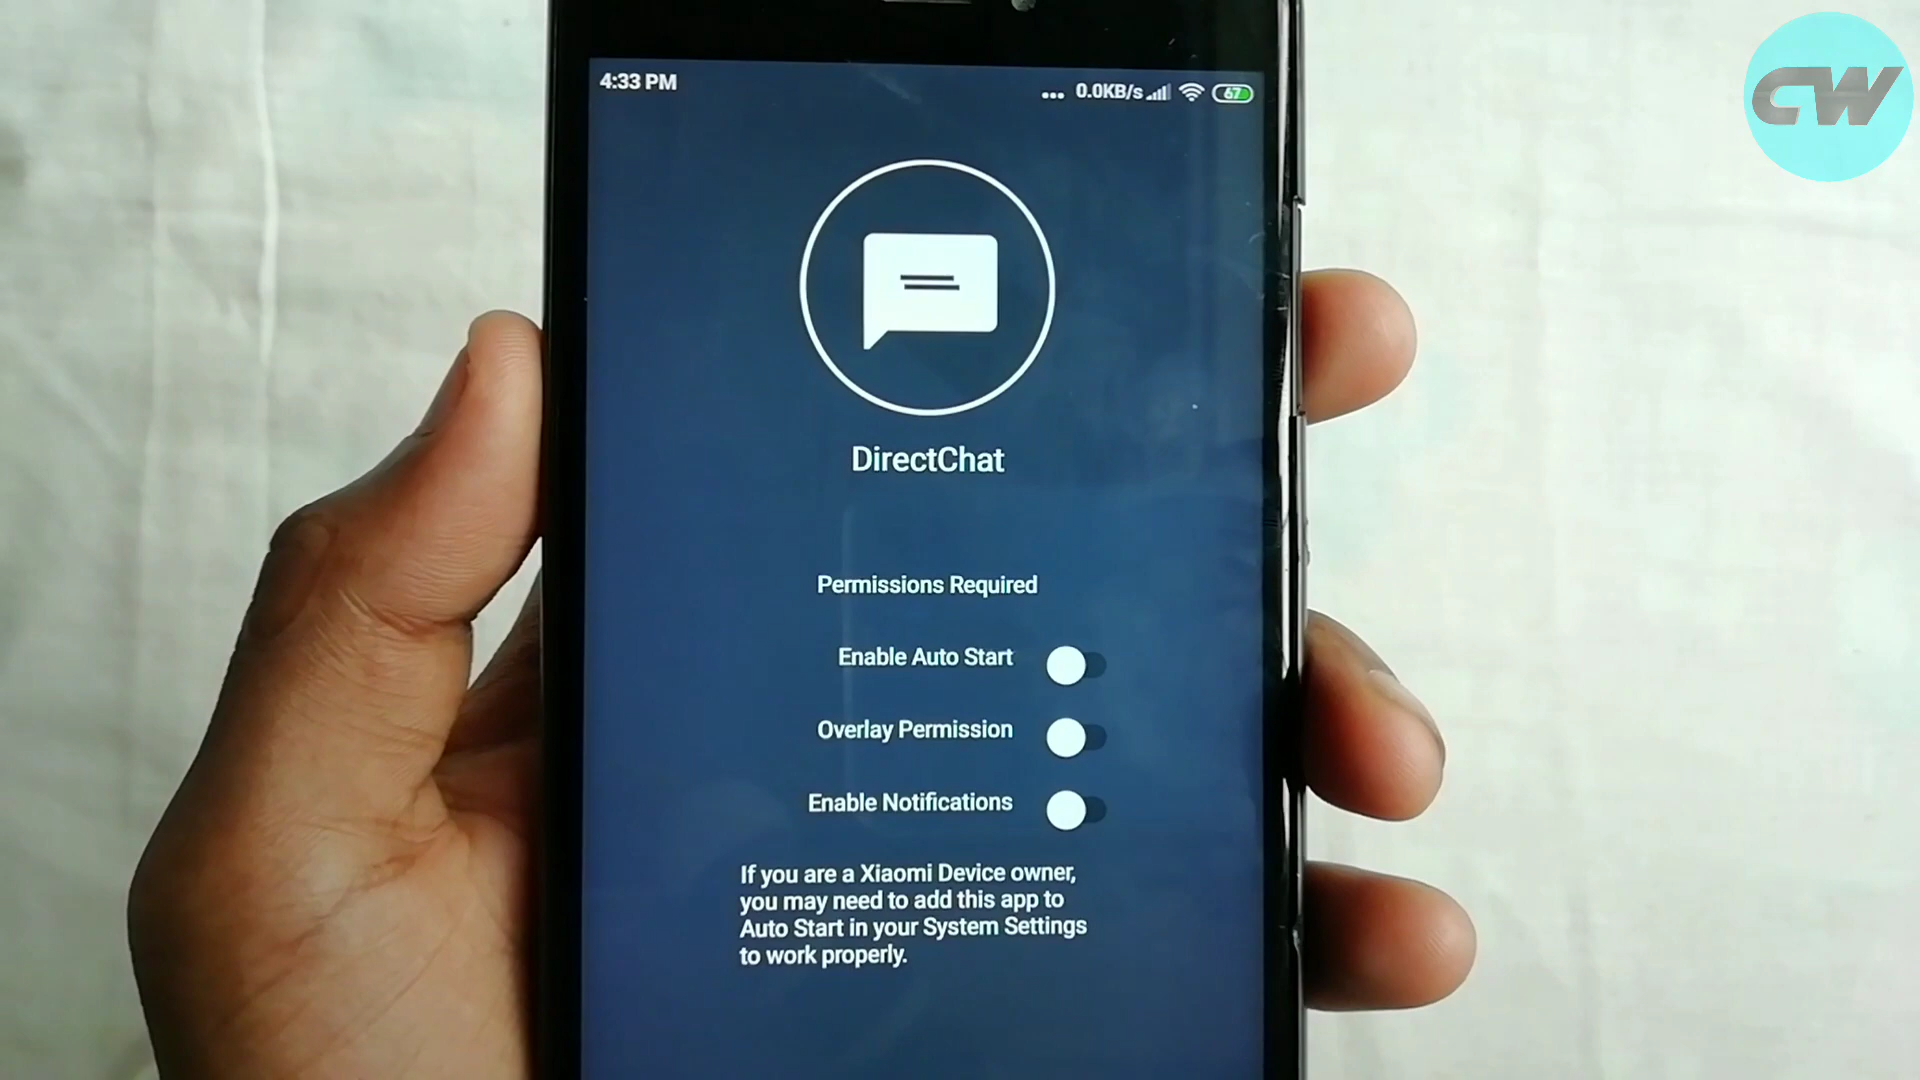 4:33 PM
... 0.0KB/s 67
CW
DirectChat
Permissions Required
Enable Auto Start
Overlay Permission
Enable Notifications
If you are a Xiaomi Device owner,
you may need to add this app to
Auto Start in your System Settings
to work properly.